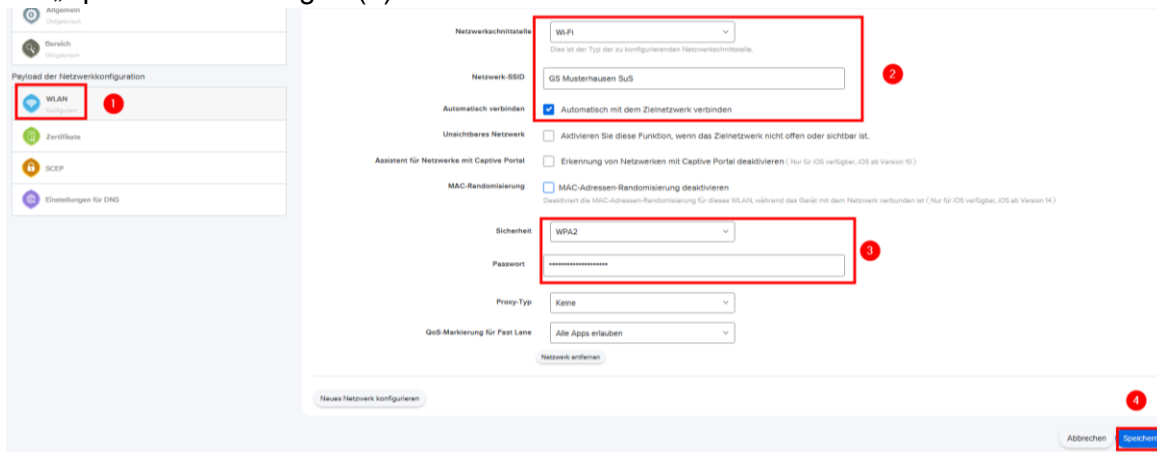 Allgemein
Obligatorisch
Bereich
Obligatorisch
Payload der Netzwerkkonfiguration
WLAN
Konfiguriert
1
Zertifikate
SCEP
Einstellungen für DNS
Netzwerkschnittstelle
Wi-Fi
Dies ist der Typ der zu konfigurierenden Netzwerkschnittstelle.
2
Netzwerk-SSID
GS Musterhausen SuS
Automatisch verbinden
Automatisch mit dem Zielnetzwerk verbinden
Unsichtbares Netzwerk
Aktivieren Sie diese Funktion, wenn das Zielnetzwerk nicht offen oder sichtbar ist.
Assistent für Netzwerke mit Captive Portal
Erkennung von Netzwerken mit Captive Portal deaktivieren ( Nur für iOS verfügbar, iOS ab Version 10 )
MAC-Randomisierung
MAC-Adressen-Randomisierung deaktivieren
Deaktiviert die MAC-Adressen-Randomisierung für dieses WLAN, während das Gerät mit dem Netzwerk verbunden ist ( Nur für iOS verfügbar, iOS ab Version 14 )
Sicherheit
WPA2
3
Passwort
Proxy-Typ
Keine
QoS-Markierung für Fast Lane
Alle Apps erlauben
Netzwerk entfernen
Neues Netzwerk konfigurieren
4
Abbrechen
Speichern